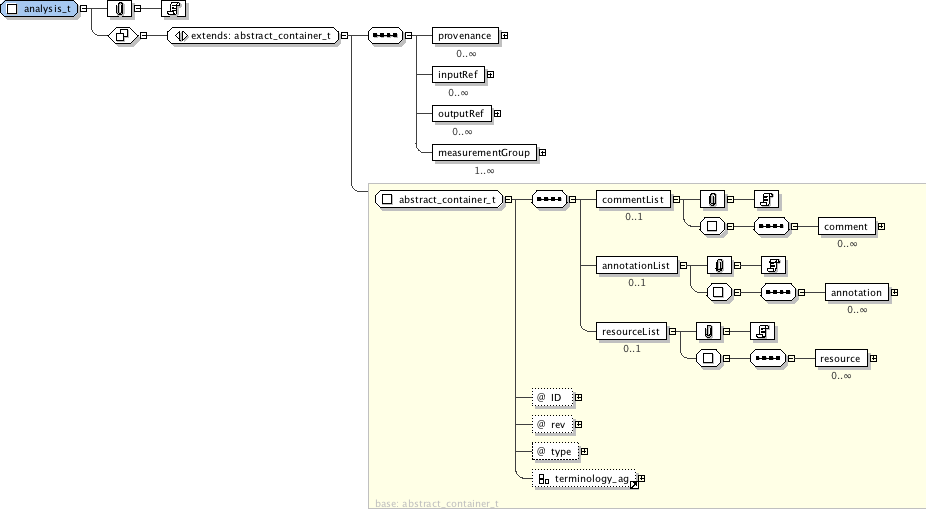 analysis_t
extends: abstract_container_t
provenance
0..∞
inputRef
0..∞
outputRef
0..∞
measurementGroup
1..∞
abstract_container_t
commentList
0..1
comment
0..∞
annotationList
0..1
annotation
0..∞
resourceList
0..1
resource
0..∞
@ ID
@ rev
@ type
terminology_ag
base: abstract_container_t